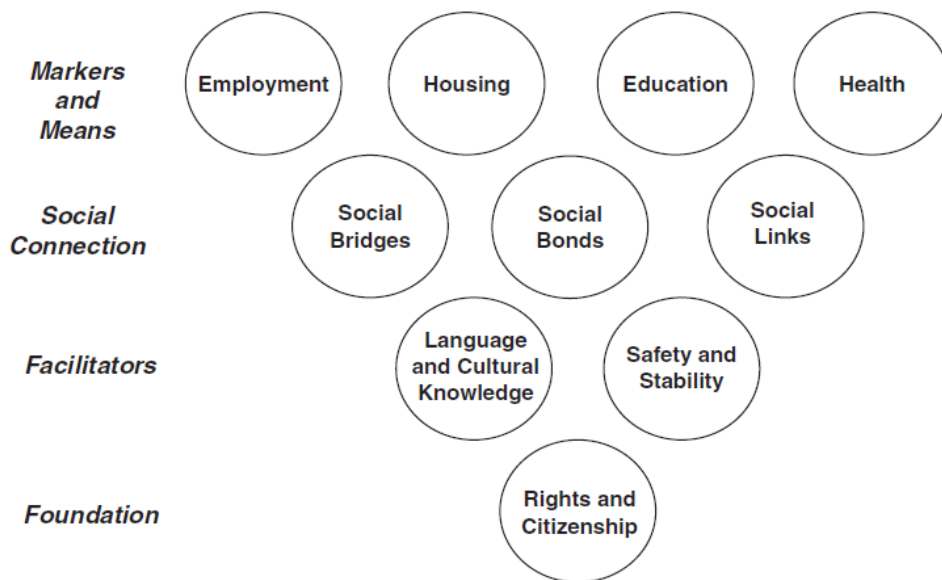 Markers
and
Means
Employment
Housing
Education
Health
Social
Connection
Social
Bridges
Social
Bonds
Social
Links
Facilitators
Language
and Cultural
Knowledge
Safety and
Stability
Foundation
Rights and
Citizenship